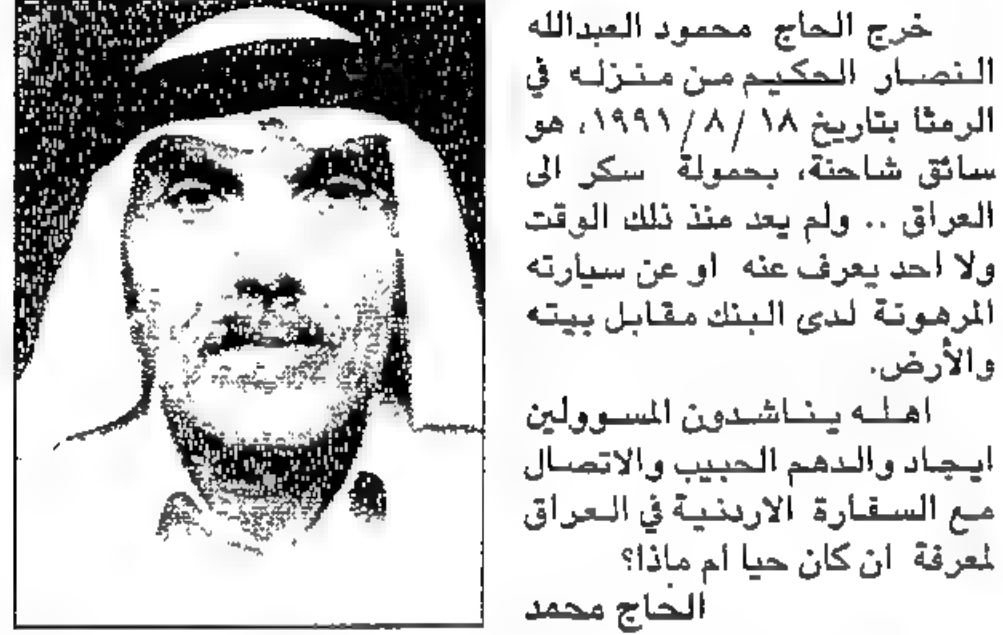 خرج الحاج محمود العبدالله
النصار الحكيم من منزله في
الرمثا بتاريخ ١٨ /٨ /١٩٩١، هو
سائق شاحنة، بحمولة سكر الى
العراق .. ولم يعد منذ ذلك الوقت
ولا احد يعرف عنه او عن سيارته
المرهونة لدى البنك مقابل بيته
والأرض.
اهله يناشدون المسوولين
ايجاد والدهم الحبيب والاتصال
مع السفارة الاردنية في العراق
لمعرفة ان كان حيا ام ماذا؟
الحاج محمد